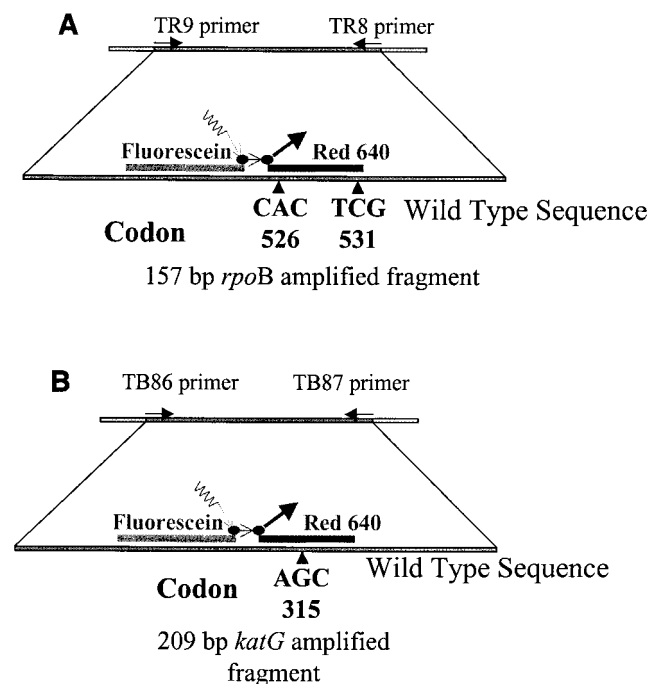 A
TR9 primer
TR8 primer
Fluorescein
Red 640
CAC
TCG
Wild Type Sequence
Codon
526
531
157 bp rpoB amplified fragment
B
TB86 primer
TB87 primer
Fluorescein
Red 640
AGC
Wild Type Sequence
Codon
315
209 bp katG amplified
fragment